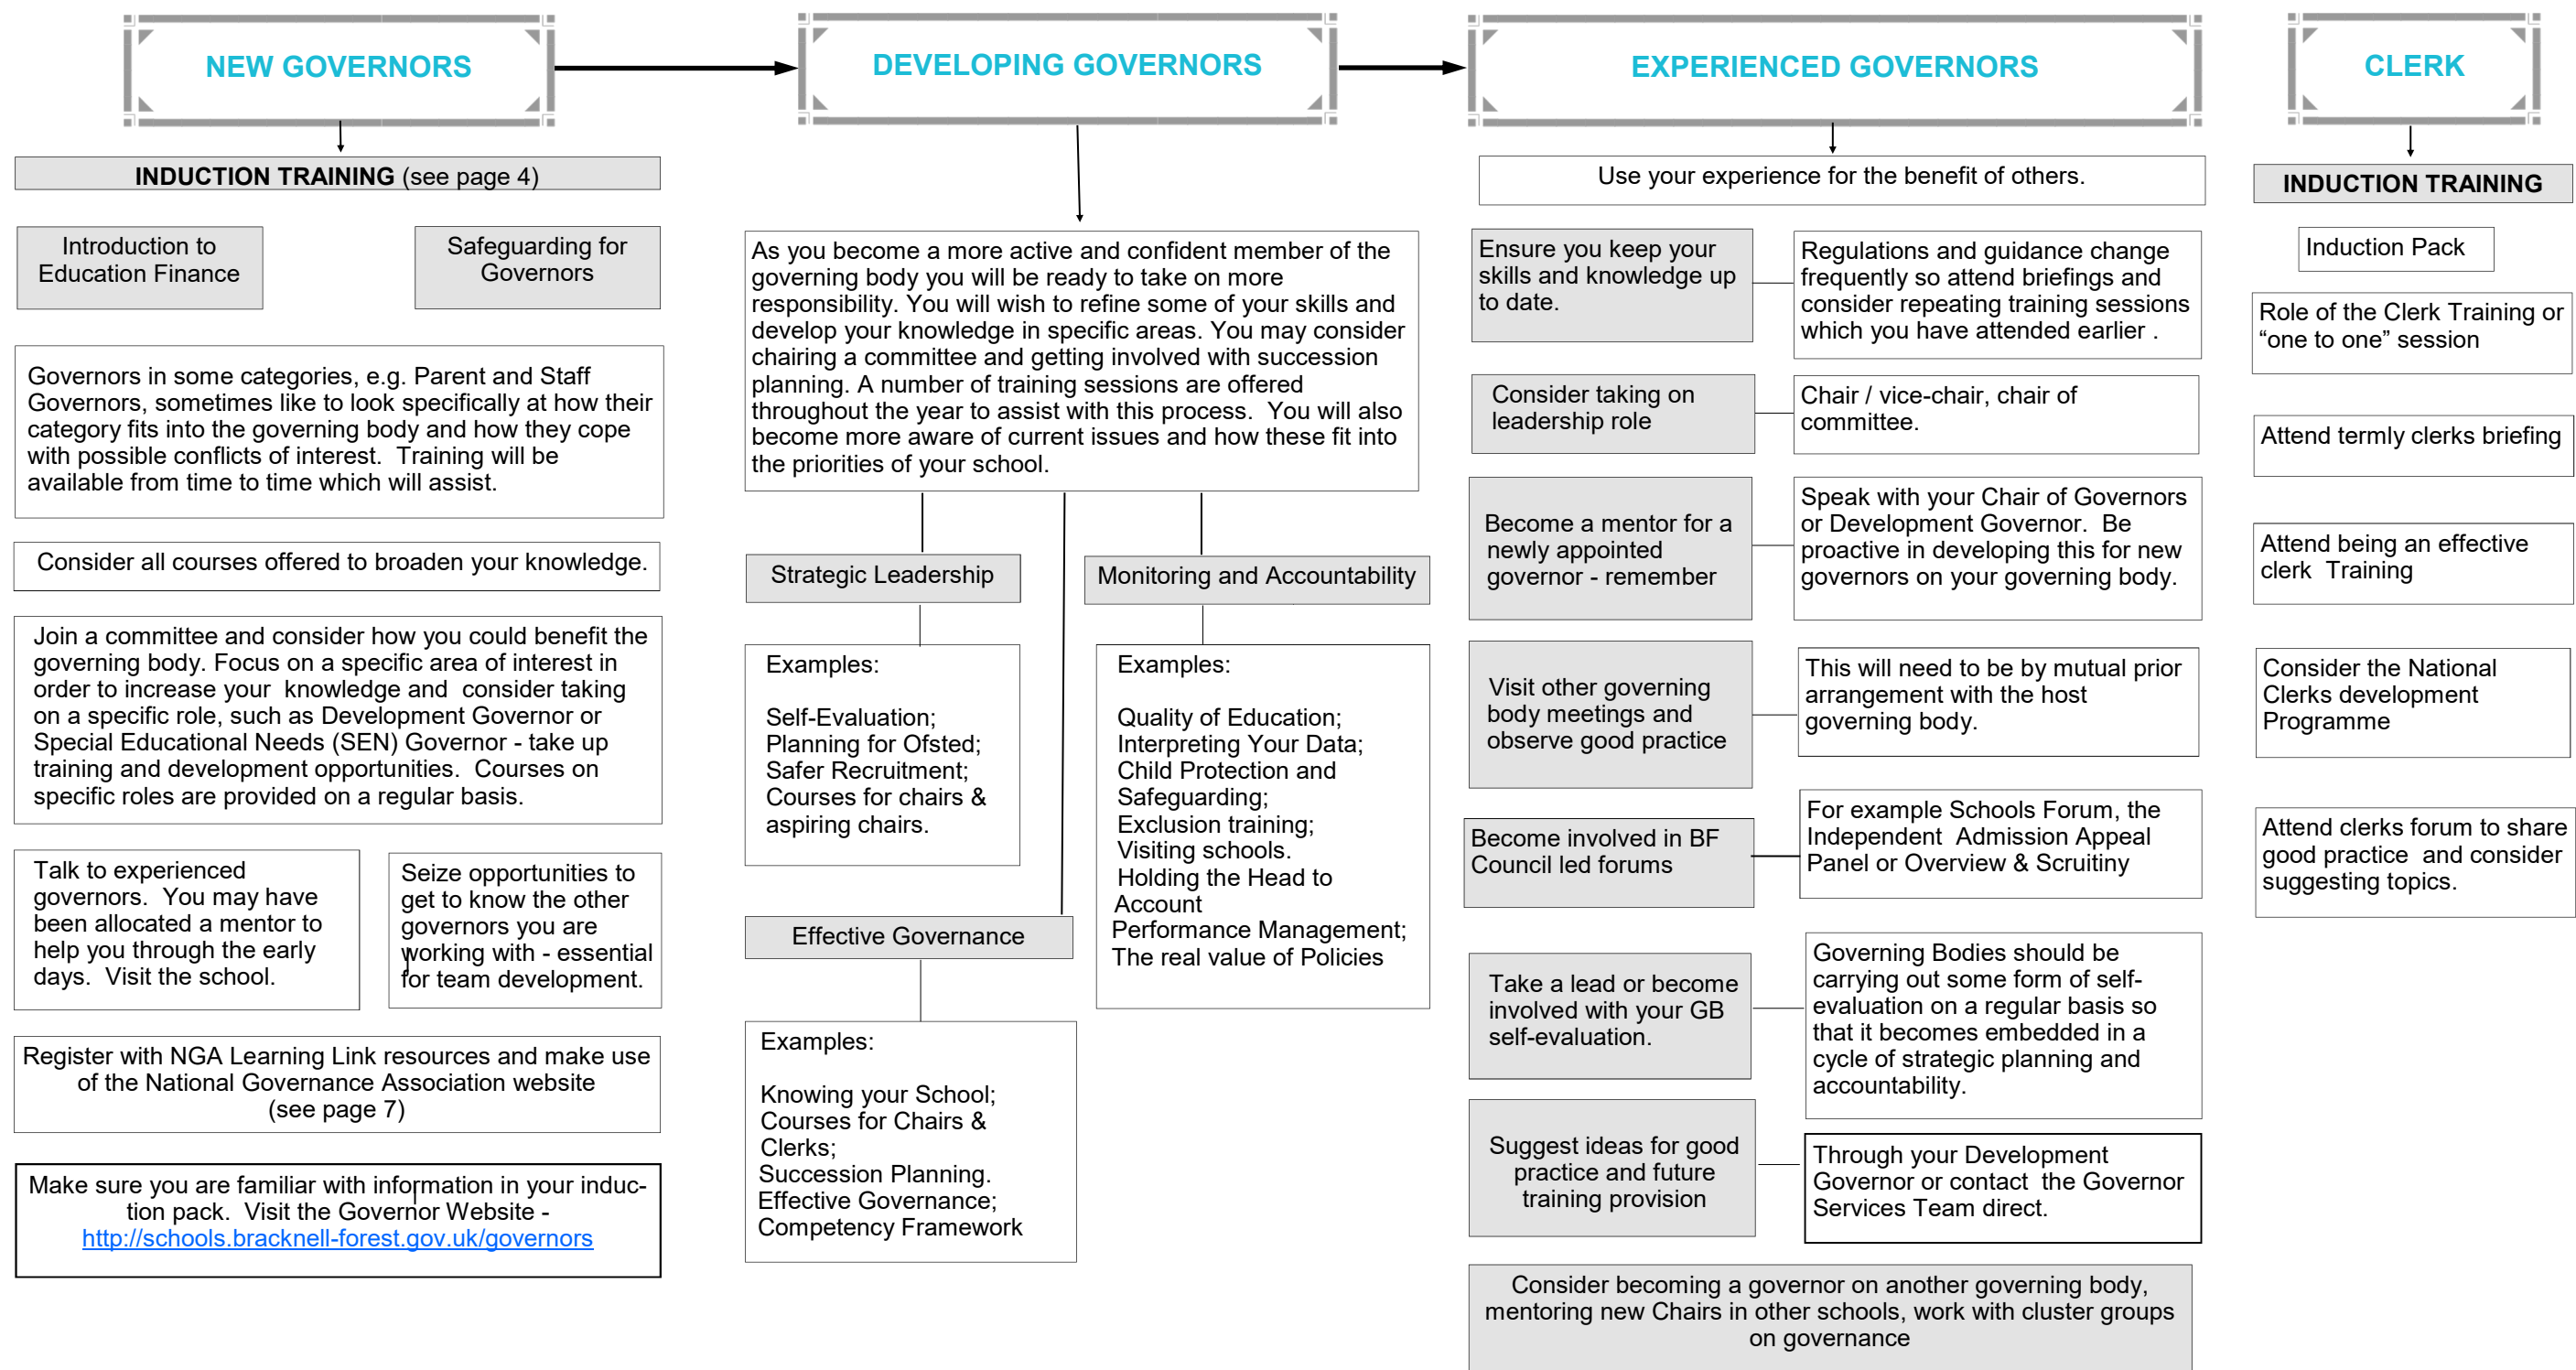 NEW GOVERNORS
DEVELOPING GOVERNORS
EXPERIENCED GOVERNORS
CLERK
INDUCTION TRAINING (see page 4)
Introduction to
Education Finance
Safeguarding for
Governors
Governors in some categories, e.g. Parent and Staff
Governors, sometimes like to look specifically at how their
category fits into the governing body and how they cope
with possible conflicts of interest.  Training will be
available from time to time which will assist.
Consider all courses offered to broaden your knowledge.
Join a committee and consider how you could benefit the
governing body. Focus on a specific area of interest in
order to increase your  knowledge and  consider taking
on a specific role, such as Development Governor or
Special Educational Needs (SEN) Governor - take up
training and development opportunities.  Courses on
specific roles are provided on a regular basis.
Talk to experienced
governors.  You may have
been allocated a mentor to
help you through the early
days.  Visit the school.
Seize opportunities to
get to know the other
governors you are
working with - essential
for team development.
Register with NGA Learning Link resources and make use
of the National Governance Association website
(see page 7)
Make sure you are familiar with information in your induc-
tion pack.  Visit the Governor Website -
http://schools.bracknell-forest.gov.uk/governors
As you become a more active and confident member of the
governing body you will be ready to take on more
responsibility. You will wish to refine some of your skills and
develop your knowledge in specific areas. You may consider
chairing a committee and getting involved with succession
planning. A number of training sessions are offered
throughout the year to assist with this process.  You will also
become more aware of current issues and how these fit into
the priorities of your school.
Strategic Leadership
Examples:
Self-Evaluation;
Planning for Ofsted;
Safer Recruitment;
Courses for chairs &
aspiring chairs.
Monitoring and Accountability
Examples:
Quality of Education;
Interpreting Your Data;
Child Protection and
Safeguarding;
Exclusion training;
Visiting schools.
Holding the Head to
Account
Performance Management;
The real value of Policies
Effective Governance
Examples:
Knowing your School;
Courses for Chairs &
Clerks;
Succession Planning.
Effective Governance;
Competency Framework
Use your experience for the benefit of others.
Ensure you keep your
skills and knowledge up
to date.
Regulations and guidance change
frequently so attend briefings and
consider repeating training sessions
which you have attended earlier .
Consider taking on
leadership role
Chair / vice-chair, chair of
committee.
Become a mentor for a
newly appointed
governor - remember
Speak with your Chair of Governors
or Development Governor.  Be
proactive in developing this for new
governors on your governing body.
Visit other governing
body meetings and
observe good practice
This will need to be by mutual prior
arrangement with the host
governing body.
Become involved in BF
Council led forums
For example Schools Forum, the
Independent  Admission Appeal
Panel or Overview & Scruitiny
Take a lead or become
involved with your GB
self-evaluation.
Governing Bodies should be
carrying out some form of self-
evaluation on a regular basis so
that it becomes embedded in a
cycle of strategic planning and
accountability.
Suggest ideas for good
practice and future
training provision
Through your Development
Governor or contact  the Governor
Services Team direct.
Consider becoming a governor on another governing body,
mentoring new Chairs in other schools, work with cluster groups
on governance
INDUCTION TRAINING
Induction Pack
Role of the Clerk Training or
“one to one” session
Attend termly clerks briefing
Attend being an effective
clerk  Training
Consider the National
Clerks development
Programme
Attend clerks forum to share
good practice  and consider
suggesting topics.